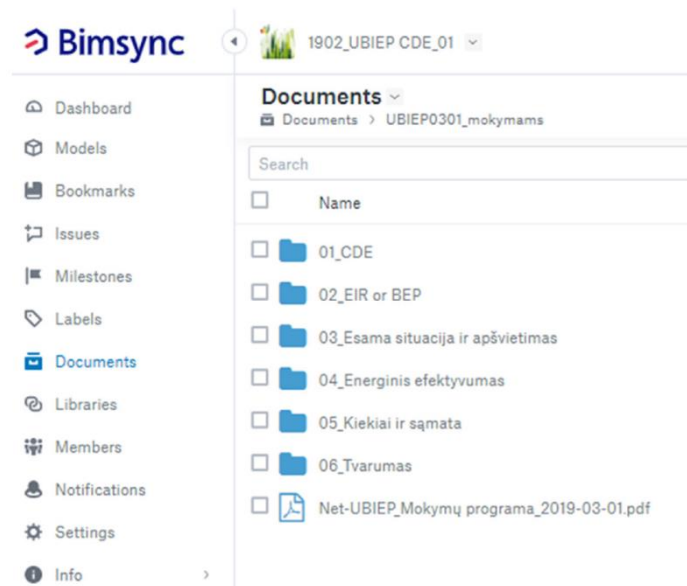 Bimsync
1902_UBIEP CDE_01
Dashboard
Models
Bookmarks
Issues
Milestones
Labels
Documents
Libraries
Members
Notifications
Settings
Info
Documents
Documents > UBIEP0301_mokymams
Search
Name
01_CDE
02_EIR or BEP
03_Esama situacija ir apšvietimas
04_Energinis efektyvumas
05_Kiekiai ir sąmata
06_Tvarumas
Net-UBIEP_Mokymų programa_2019-03-01.pdf